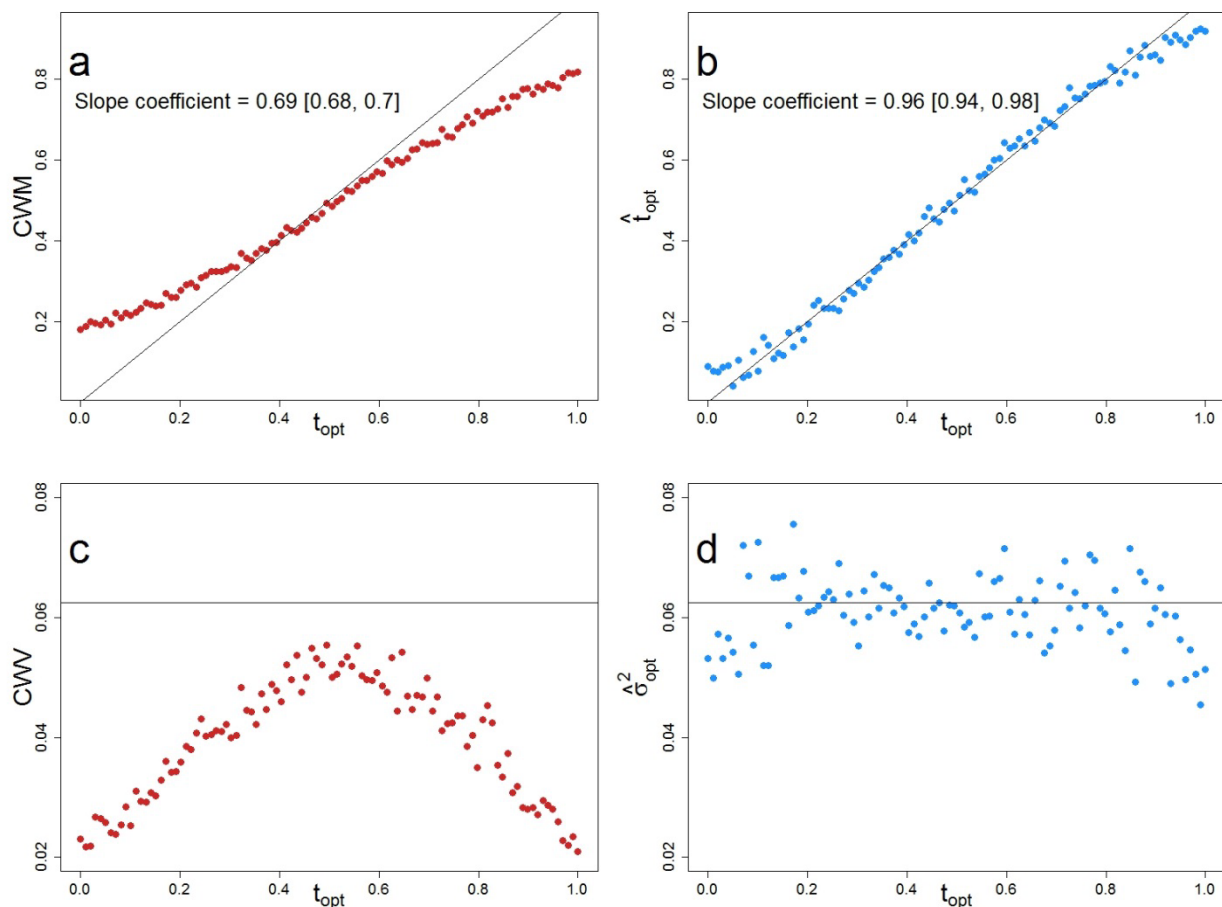 a
Slope coefficient = 0.69 [0.68, 0.7]
CWM
0.2 0.4 0.6 0.8
0.0 0.2 0.4 0.6 0.8 1.0
t_opt
b
Slope coefficient = 0.96 [0.94, 0.98]
t̂_opt
0.2 0.4 0.6 0.8
0.0 0.2 0.4 0.6 0.8 1.0
t_opt
c
CWV
0.02 0.04 0.06 0.08
0.0 0.2 0.4 0.6 0.8 1.0
t_opt
d
σ̂²_opt
0.02 0.04 0.06 0.08
0.0 0.2 0.4 0.6 0.8 1.0
t_opt